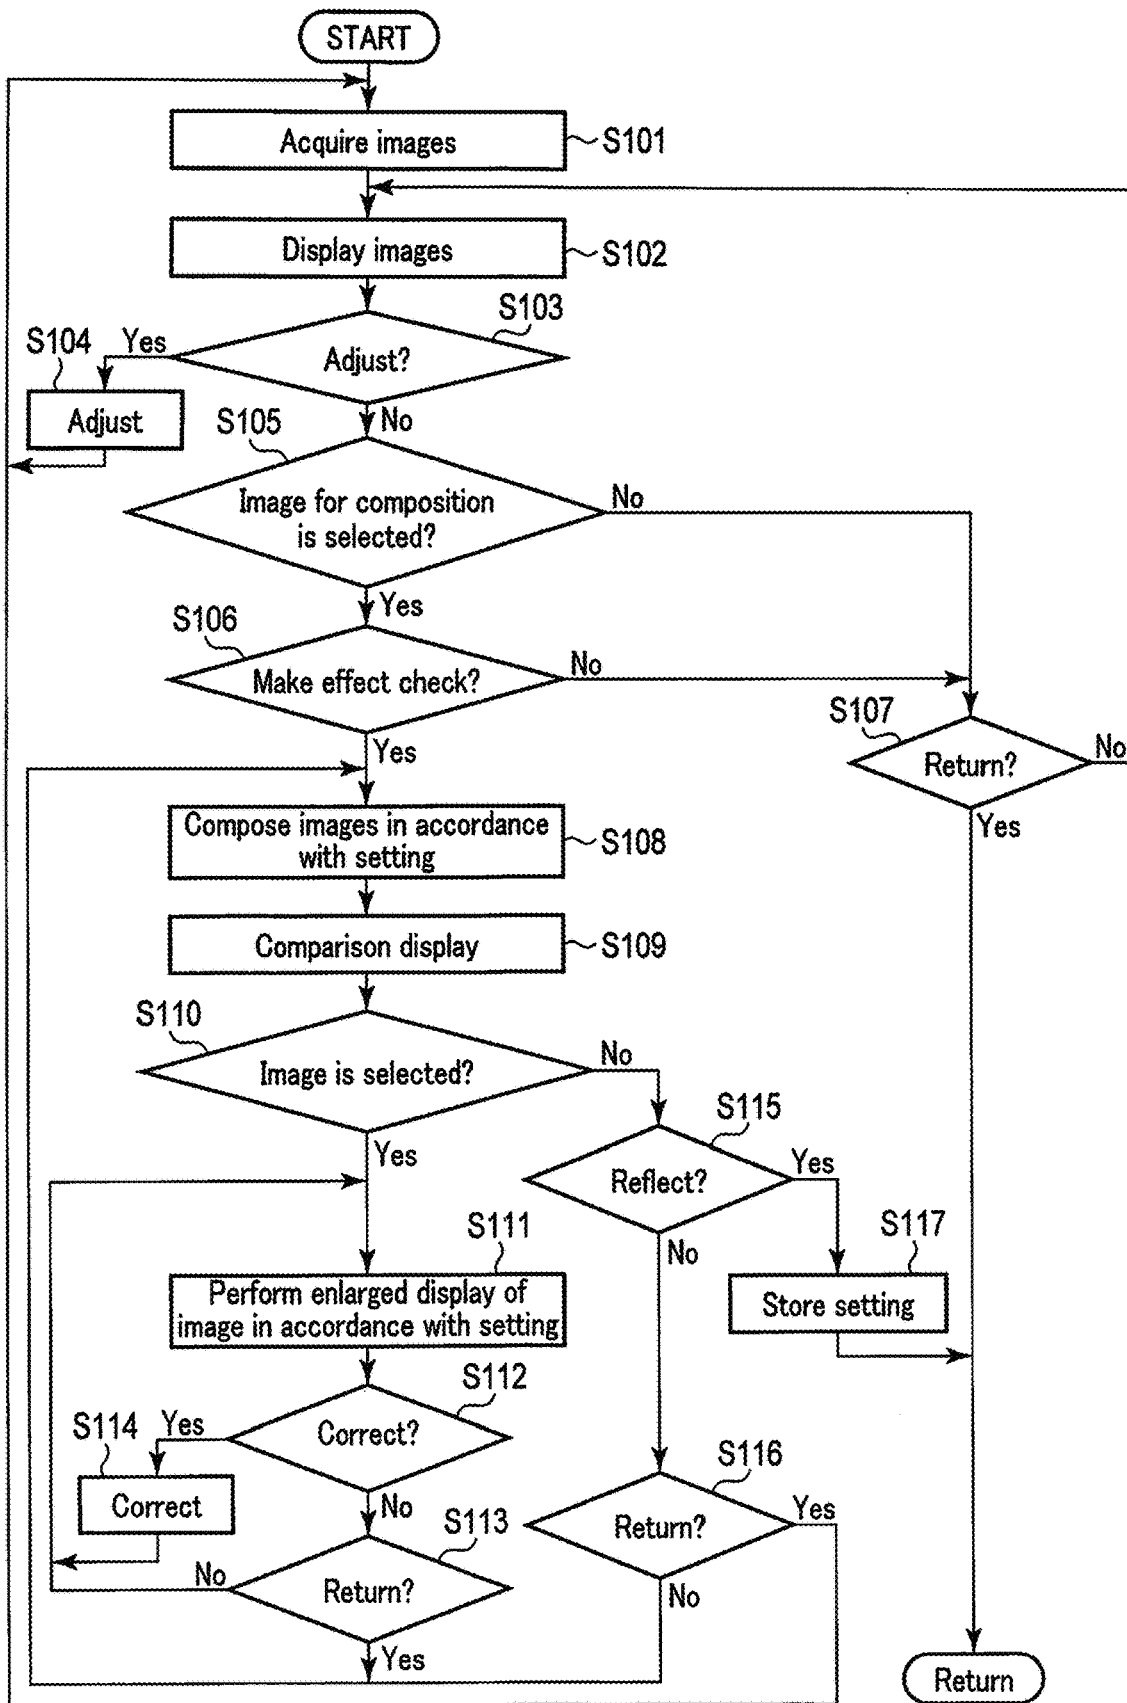 START
Acquire images
S101
Display images
S102
S103
Adjust?
Yes
S104
Adjust
No
S105
Image for composition
is selected?
No
Yes
S106
Make effect check?
No
Yes
S107
Return?
No
Yes
Compose images in accordance
with setting
S108
Comparison display
S109
S110
Image is selected?
No
Yes
S115
Reflect?
Yes
No
S117
Store setting
S111
Perform enlarged display of
image in accordance with setting
S112
Correct?
Yes
S114
Correct
No
S113
Return?
No
Yes
S116
Return?
Yes
No
Return